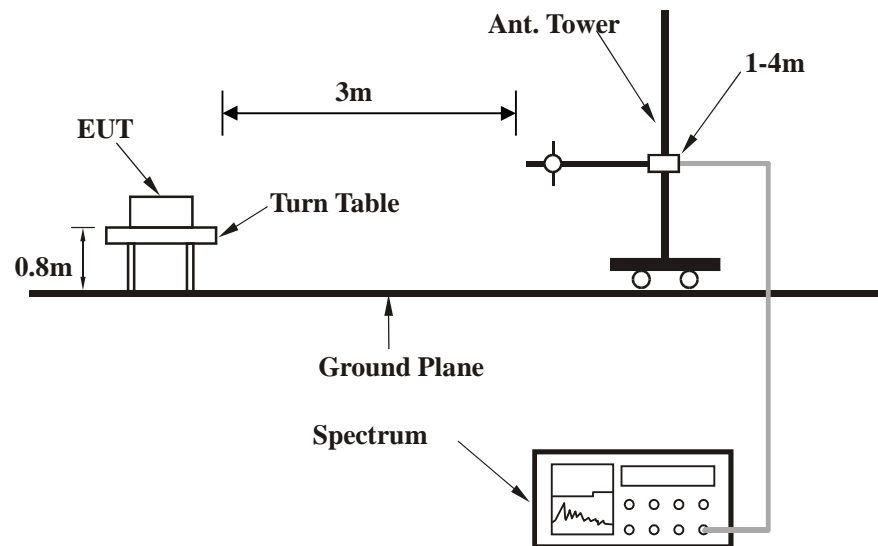 Ant. Tower
1-4m
3m
EUT
Turn Table
0.8m
Ground Plane
Spectrum